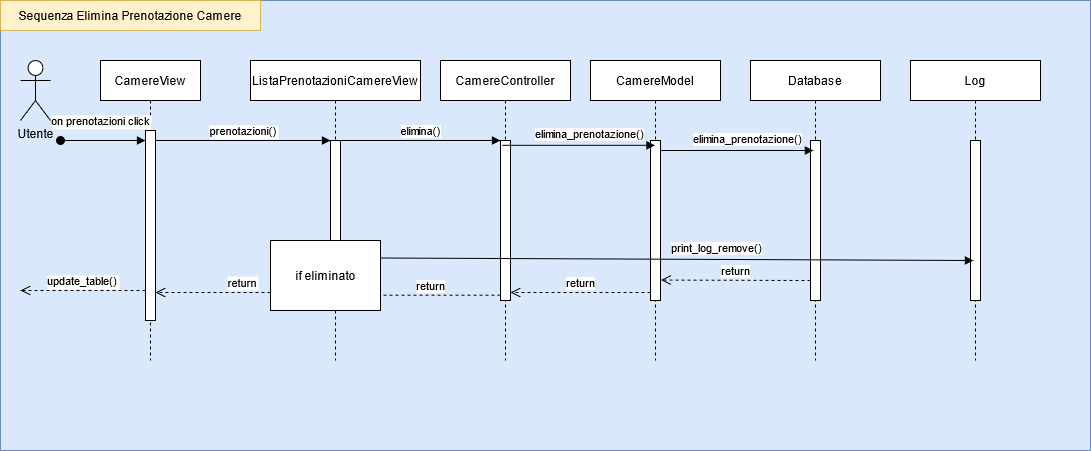 Sequenza Elimina Prenotazione Camere
Utente
CamereView
ListaPrenotazioniCamereView
CamereController
CamereModel
Database
Log
on prenotazioni click
prenotazioni()
elimina()
elimina_prenotazione()
elimina_prenotazione()
if eliminato
print_log_remove()
update_table()
return
return
return
return